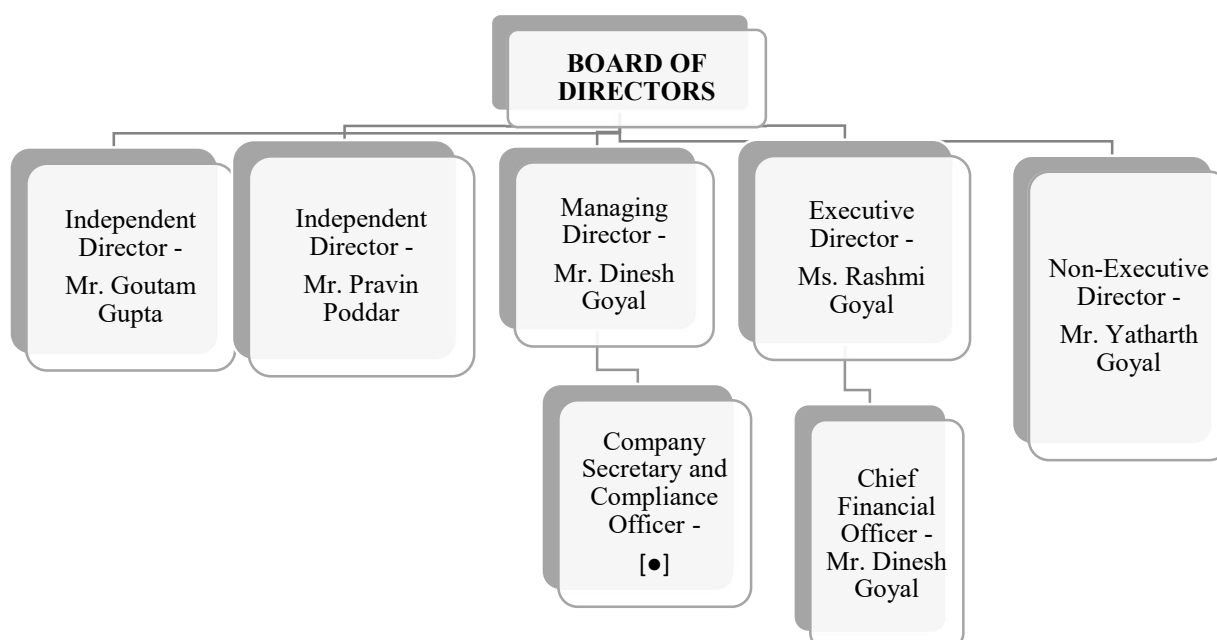 BOARD OF
DIRECTORS
Independent
Director -
Mr. Goutam
Gupta
Independent
Director -
Mr. Pravin
Poddar
Managing
Director -
Mr. Dinesh
Goyal
Executive
Director -
Ms. Rashmi
Goyal
Non-Executive
Director -
Mr. Yatharth
Goyal
Company
Secretary and
Compliance
Officer -
[●]
Chief
Financial
Officer -
Mr. Dinesh
Goyal